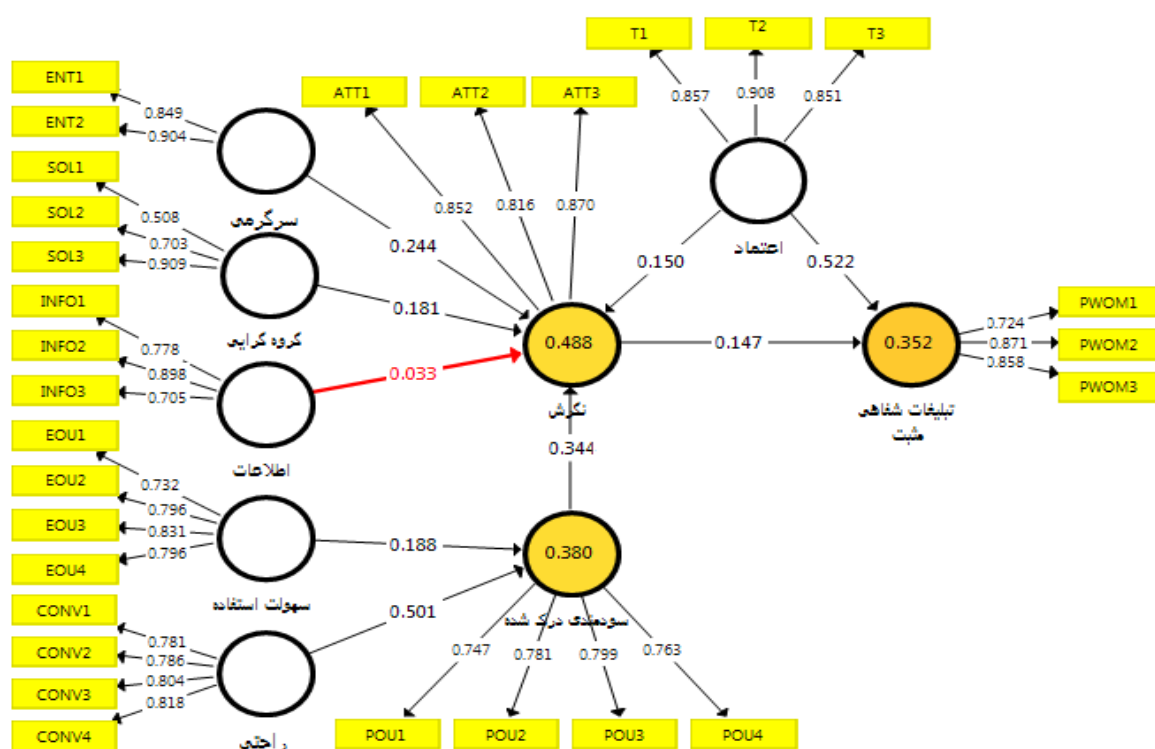 T1
T2
T3
0.857
0.908
0.851
ENT1
ENT2
0.849
0.904
سرگرمی
SOL1
SOL2
SOL3
0.508
0.703
0.909
گروه گرایی
INFO1
INFO2
INFO3
0.778
0.898
0.705
اطلاعات
EOU1
EOU2
EOU3
EOU4
0.732
0.796
0.831
0.796
سهولت استفاده
CONV1
CONV2
CONV3
CONV4
0.781
0.786
0.804
0.818
راحتی
ATT1
ATT2
ATT3
0.852
0.816
0.870
0.244
0.181
0.033
0.188
0.501
0.488
نگرش
0.344
0.380
سودمندی درک شده
0.747
0.781
0.799
0.763
POU1
POU2
POU3
POU4
اعتماد
0.150
0.522
0.147
0.352
تبلیغات شفاهی
مثبت
0.724
0.871
0.858
PWOM1
PWOM2
PWOM3